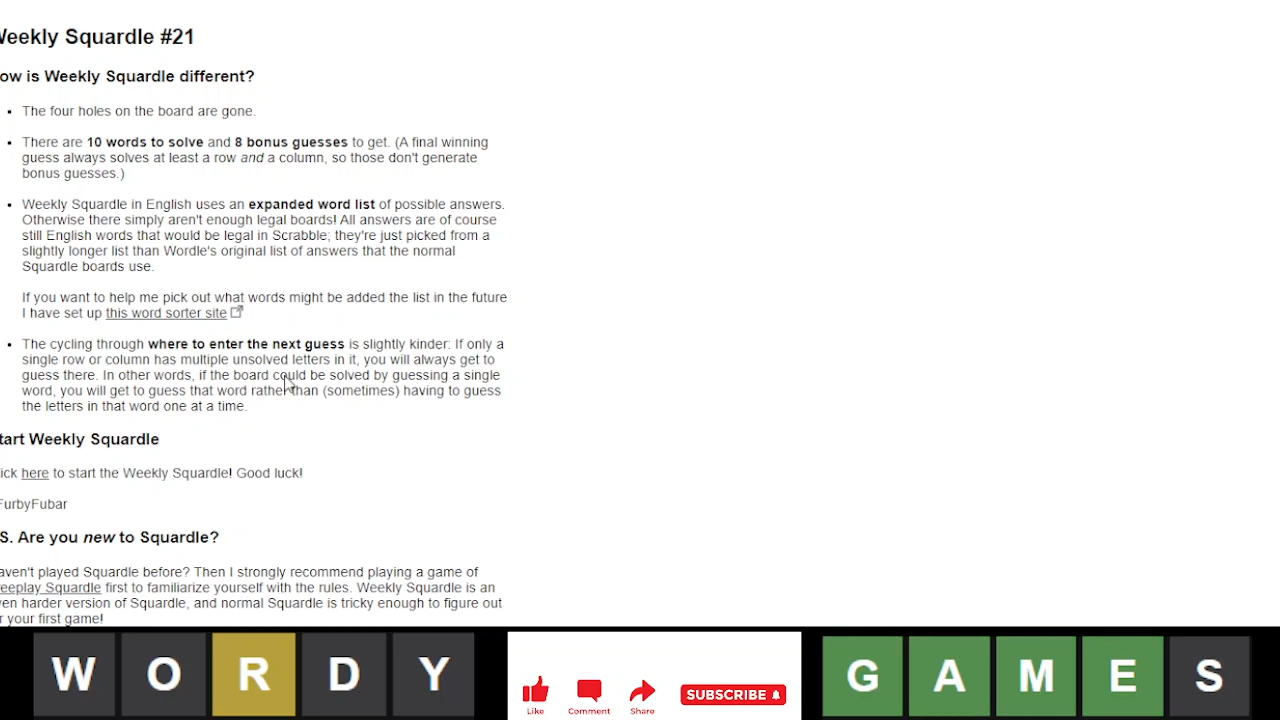 Weekly Squardle #21
ow is Weekly Squardle different?
The four holes on the board are gone.
There are 10 words to solve and 8 bonus guesses to get. (A final winning
guess always solves at least a row and a column, so those don't generate
bonus guesses.)
Weekly Squardle in English uses an expanded word list of possible answers.
Otherwise there simply aren't enough legal boards! All answers are of course
still English words that would be legal in Scrabble; they're just picked from a
slightly longer list than Wordle's original list of answers that the normal
Squardle boards use.
If you want to help me pick out what words might be added the list in the future
I have set up this word sorter site
The cycling through where to enter the next guess is slightly kinder: If only a
single row or column has multiple unsolved letters in it, you will always get to
guess there. In other words, if the board could be solved by guessing a single
word, you will get to guess that word rather than (sometimes) having to guess
the letters in that word one at a time.
tart Weekly Squardle
ick here to start the Weekly Squardle! Good luck!
FurbyFubar
S. Are you new to Squardle?
aven't played Squardle before? Then I strongly recommend playing a game of
reeplay Squardle first to familiarize yourself with the rules. Weekly Squardle is an
ven harder version of Squardle, and normal Squardle is tricky enough to figure out
r your first game!
W O R D Y
Like
Comment
Share
SUBSCRIBE
G A M E S